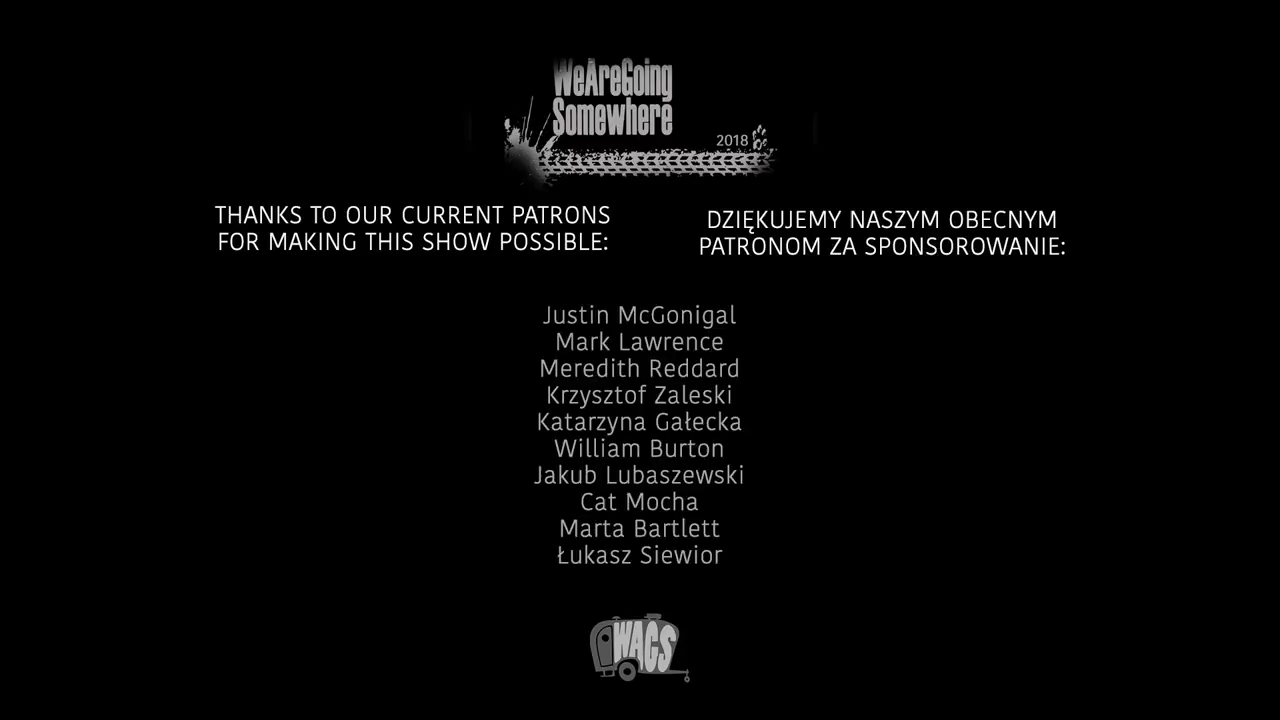 WeAreGoing
Somewhere
2018
THANKS TO OUR CURRENT PATRONS
FOR MAKING THIS SHOW POSSIBLE:
DZIĘKUJEMY NASZYM OBECNYM
PATRONOM ZA SPONSOROWANIE:
Justin McGonigal
Mark Lawrence
Meredith Reddard
Krzysztof Zaleski
Katarzyna Gałecka
William Burton
Jakub Lubaszewski
Cat Mocha
Marta Bartlett
Łukasz Siewior
WAGS